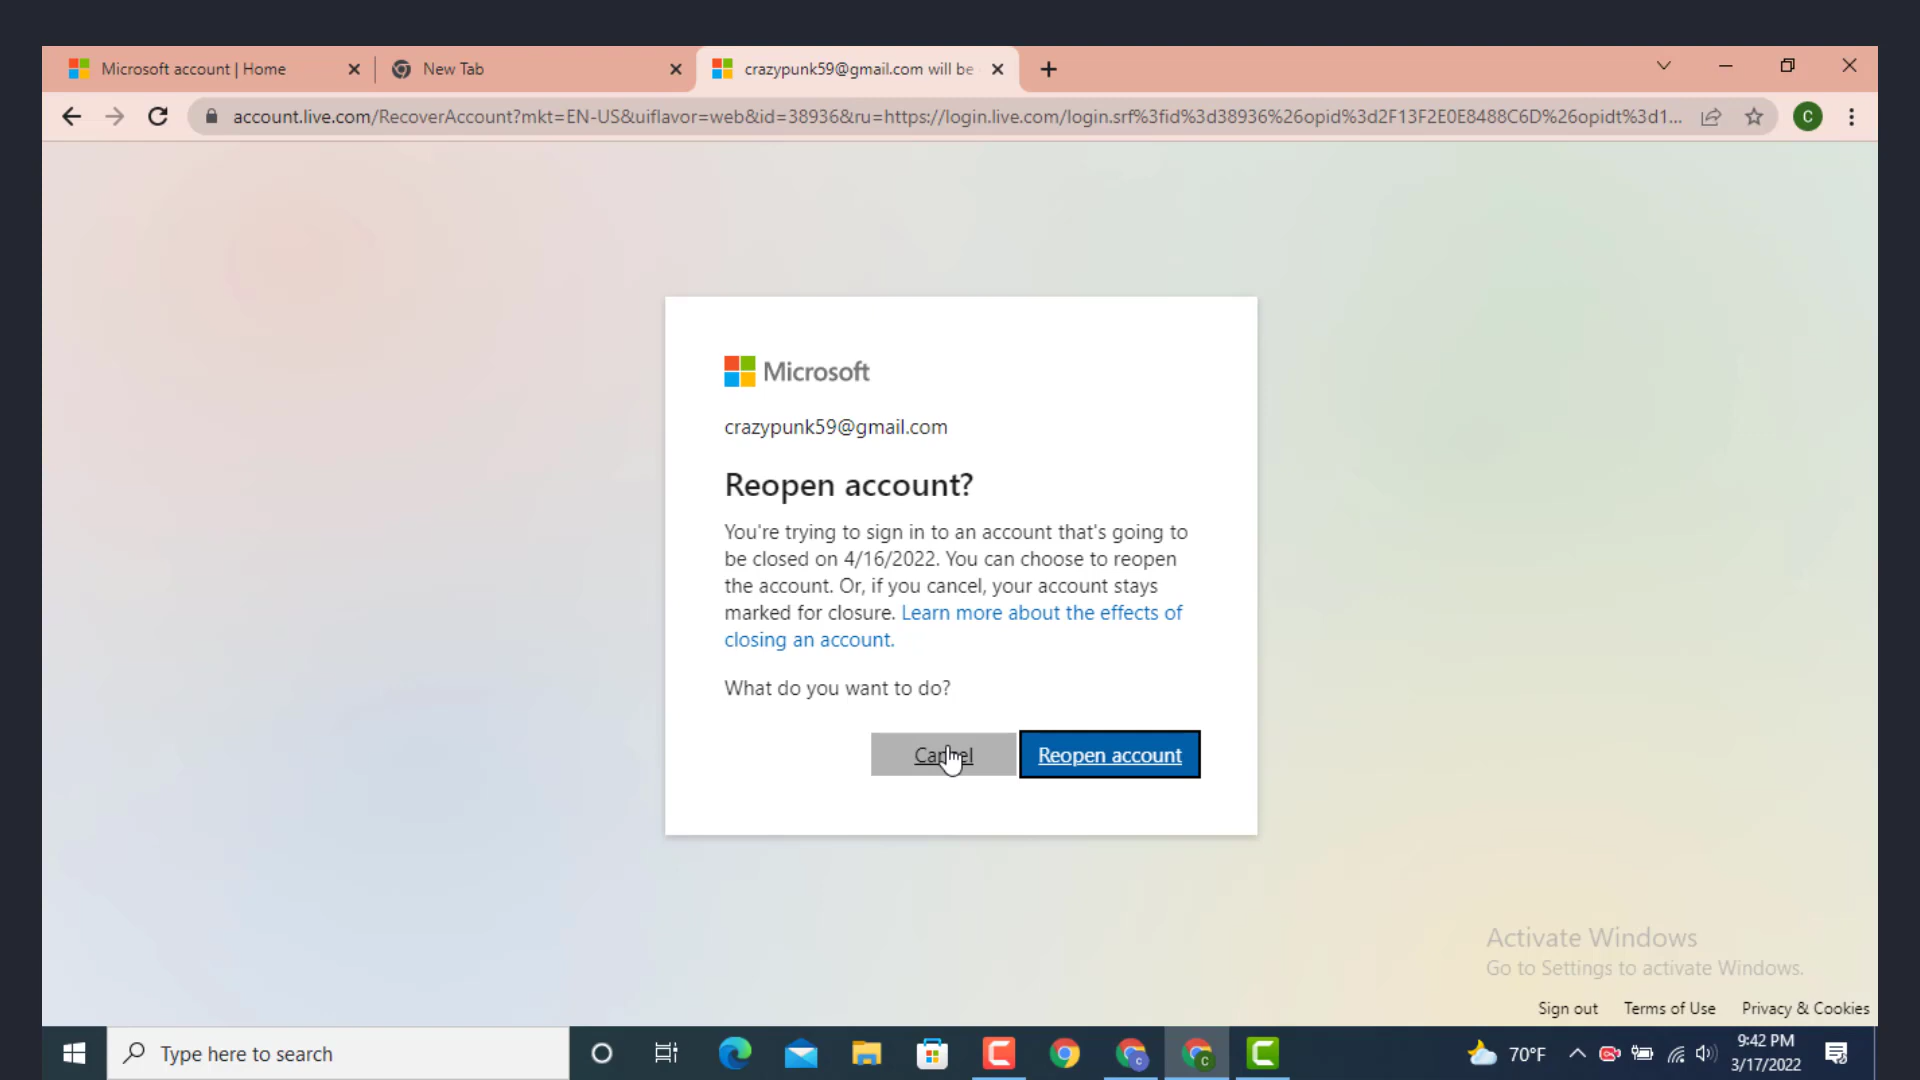 Microsoft account | Home
New Tab
crazypunk59@gmail.com will be
account.live.com/RecoverAccount?mkt=EN-US&uiflavor=web&id=38936&ru=https://login.live.com/login.srf%3fid%3d38936%26opid%3d2F13F2E0E8488C6D%26opidt%3d1...
C
Microsoft
crazypunk59@gmail.com
Reopen account?
You're trying to sign in to an account that's going to
be closed on 4/16/2022. You can choose to reopen
the account. Or, if you cancel, your account stays
marked for closure. Learn more about the effects of
closing an account.
What do you want to do?
Cancel
Reopen account
Activate Windows
Go to Settings to activate Windows.
Sign out
Terms of Use
Privacy & Cookies
Type here to search
70°F
9:42 PM
3/17/2022